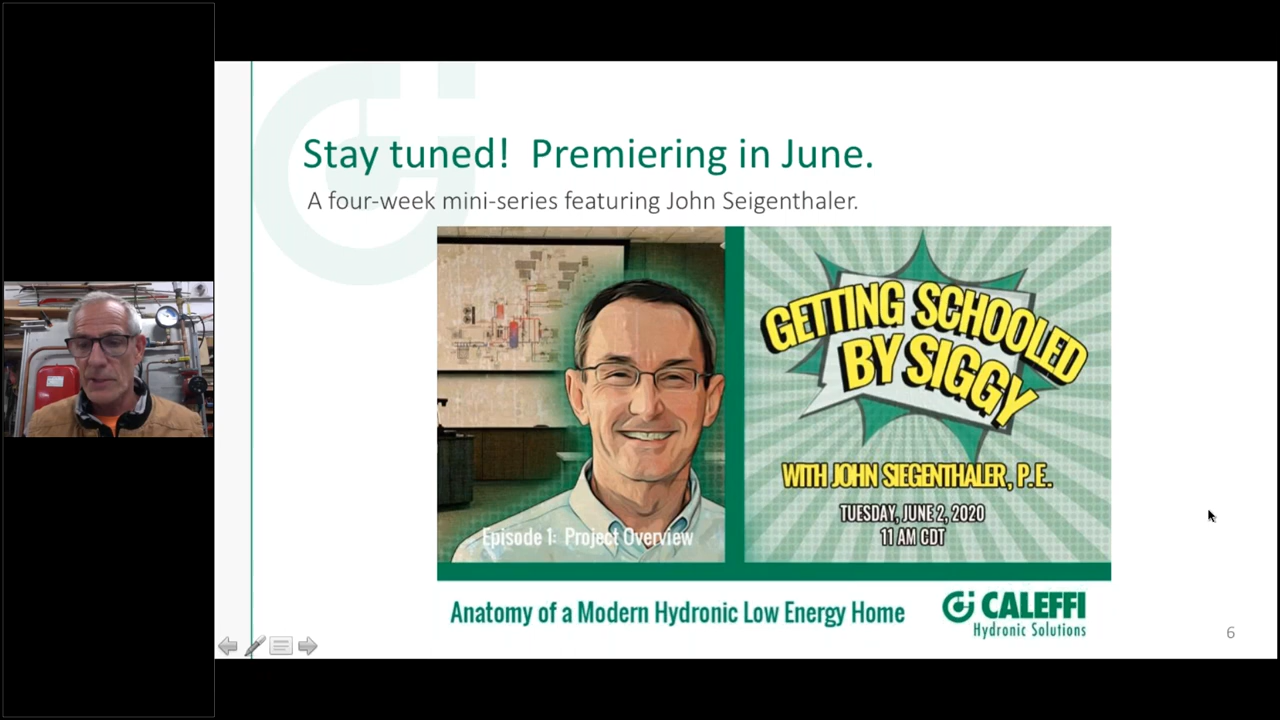 Stay tuned!  Premiering in June.
A four-week mini-series featuring John Seigenthaler.
GETTING SCHOOLED
BY SIGGY
WITH JOHN SIEGENTHALER, P.E.
TUESDAY, JUNE 2, 2020
11 AM CDT
Episode 1:  Project Overview
Anatomy of a Modern Hydronic Low Energy Home
CALEFFI
Hydronic Solutions
6